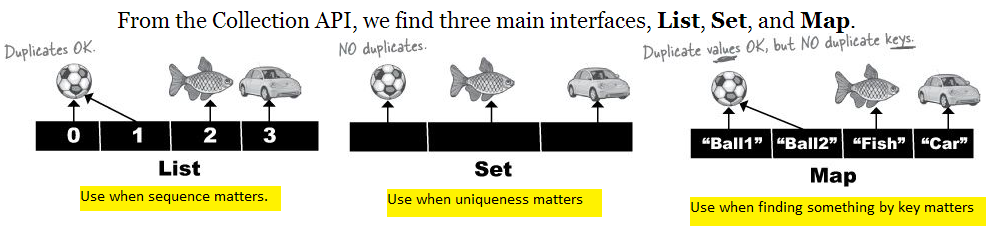 From the Collection API, we find three main interfaces, List, Set, and Map.
Duplicates OK.
0 1 2 3
List
Use when sequence matters.
NO duplicates.
Set
Use when uniqueness matters
Duplicate values OK, but NO duplicate keys.
“Ball1” “Ball2” “Fish” “Car”
Map
Use when finding something by key matters